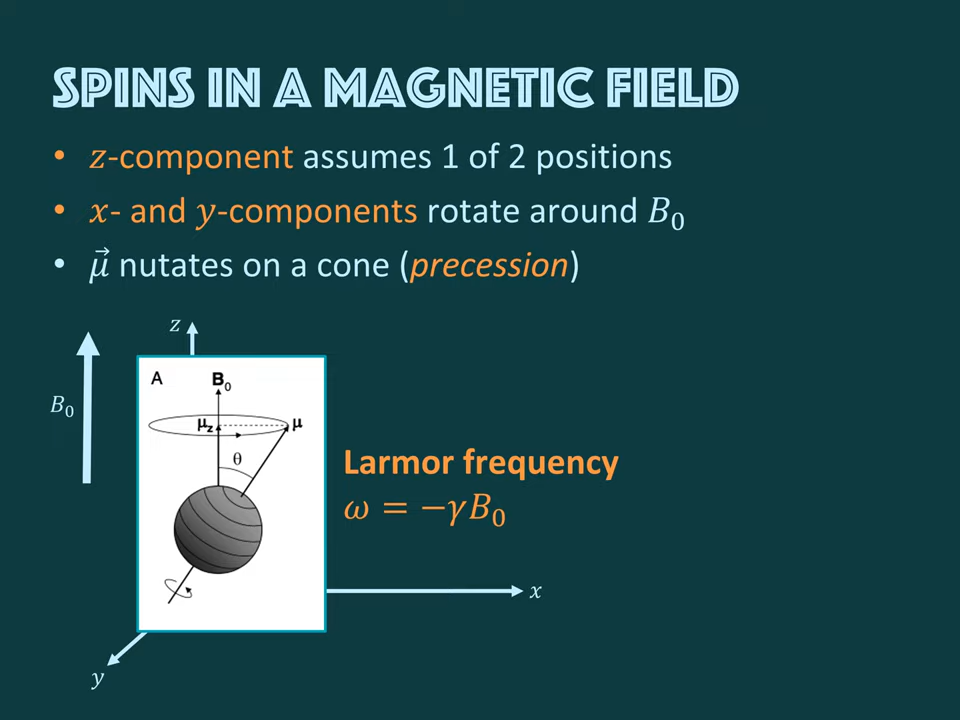 SPINS IN A MAGNETIC FIELD
• z-component assumes 1 of 2 positions
• x- and y-components rotate around B₀
• μ⃗ nutates on a cone (precession)
z
B₀
A
B₀
μz
μ
θ
Larmor frequency
ω = −γB₀
x
y